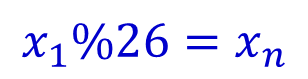 x₁%26 = xₙ